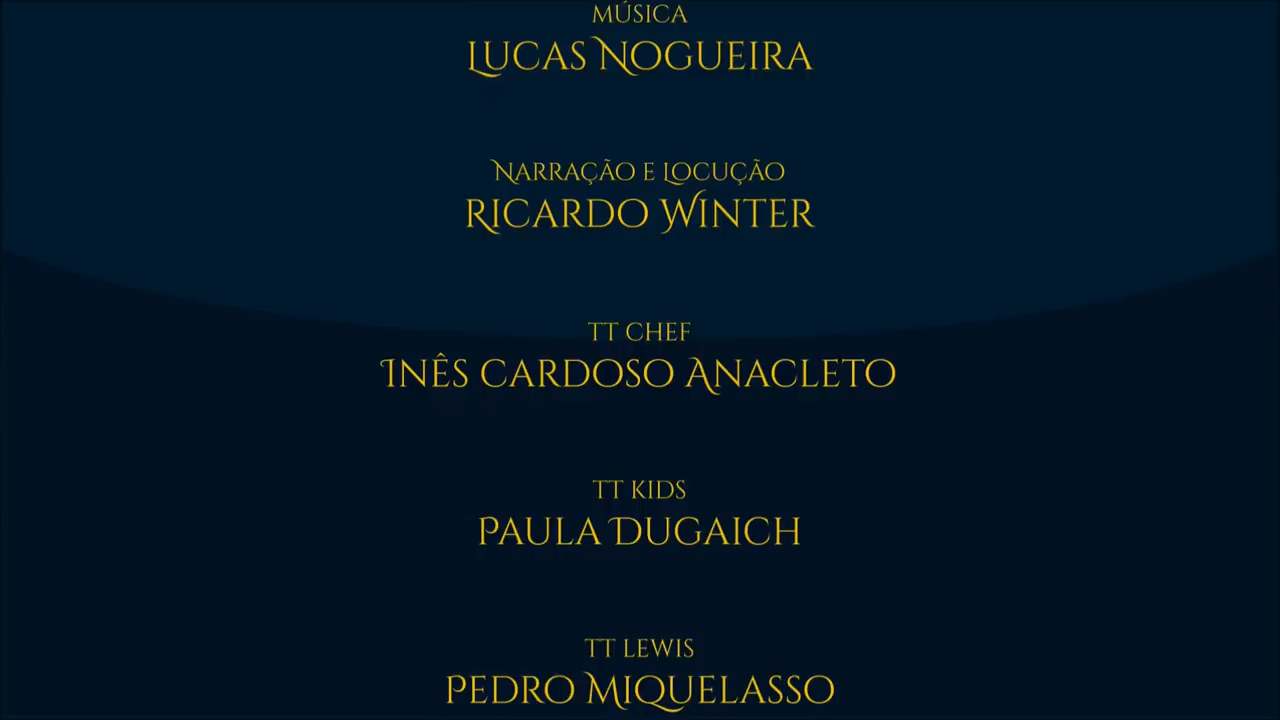 MÚSICA
LUCAS NOGUEIRA
NARRAÇÃO E LOCUÇÃO
RICARDO WINTER
TT CHEF
INÊS CARDOSO ANACLETO
TT KIDS
PAULA DUGAICH
TT LEWIS
PEDRO MIQUELASSO